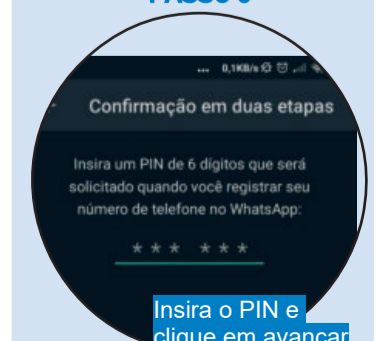 ... 0,1KB/s
Confirmação em duas etapas
Insira um PIN de 6 dígitos que será
solicitado quando você registrar seu
número de telefone no WhatsApp:
* * * * * *
Insira o PIN e
clique em avançar